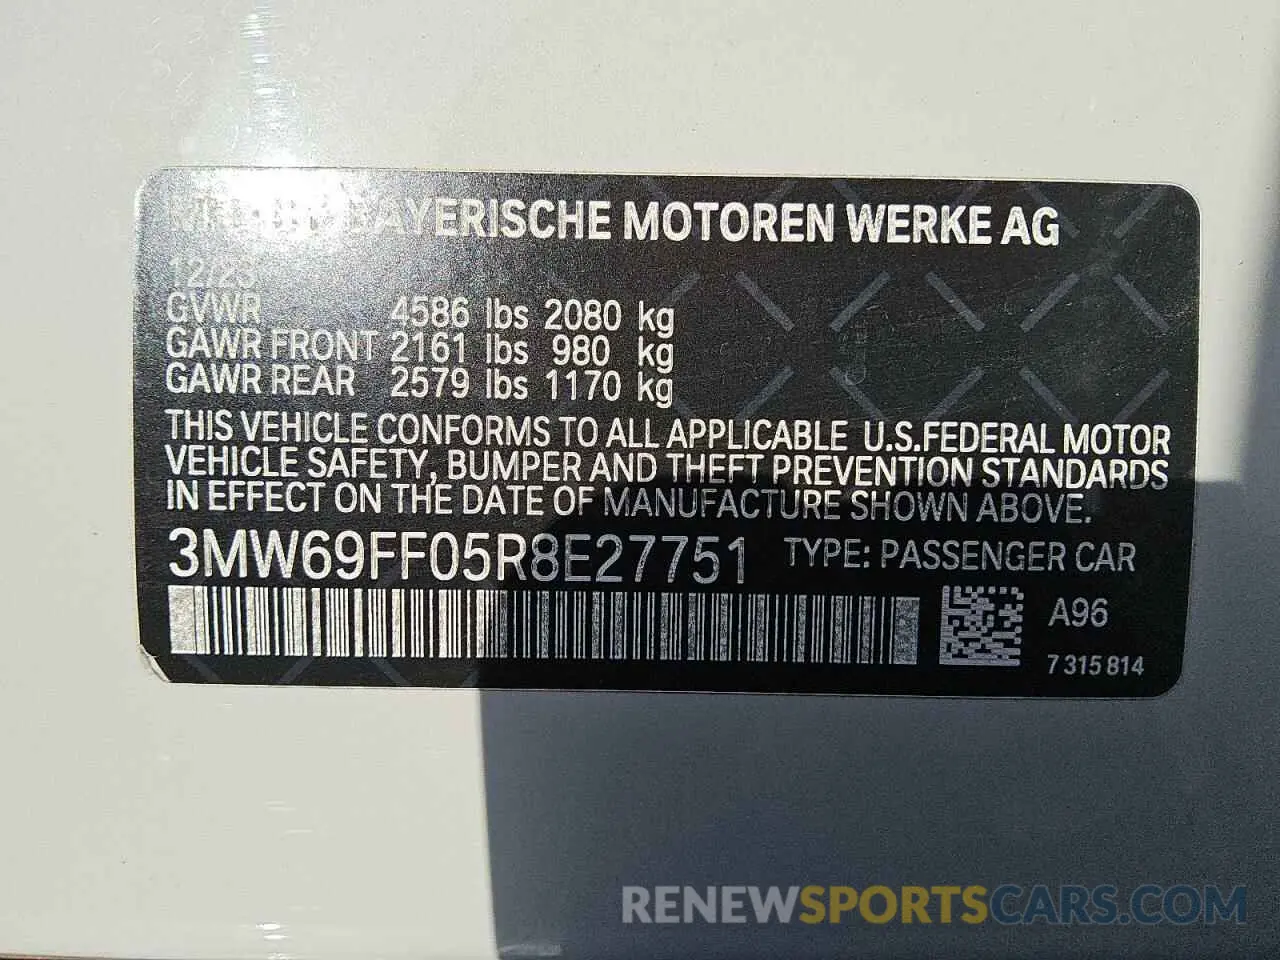 BAYERISCHE MOTOREN WERKE AG
12/23
GVWR 4586 lbs 2080 kg
GAWR FRONT 2161 lbs 980 kg
GAWR REAR 2579 lbs 1170 kg
THIS VEHICLE CONFORMS TO ALL APPLICABLE U.S.FEDERAL MOTOR
VEHICLE SAFETY, BUMPER AND THEFT PREVENTION STANDARDS
IN EFFECT ON THE DATE OF MANUFACTURE SHOWN ABOVE.
3MW69FF05R8E27751 TYPE: PASSENGER CAR
A96
7 315 814
RENEWSPORTSCARS.COM